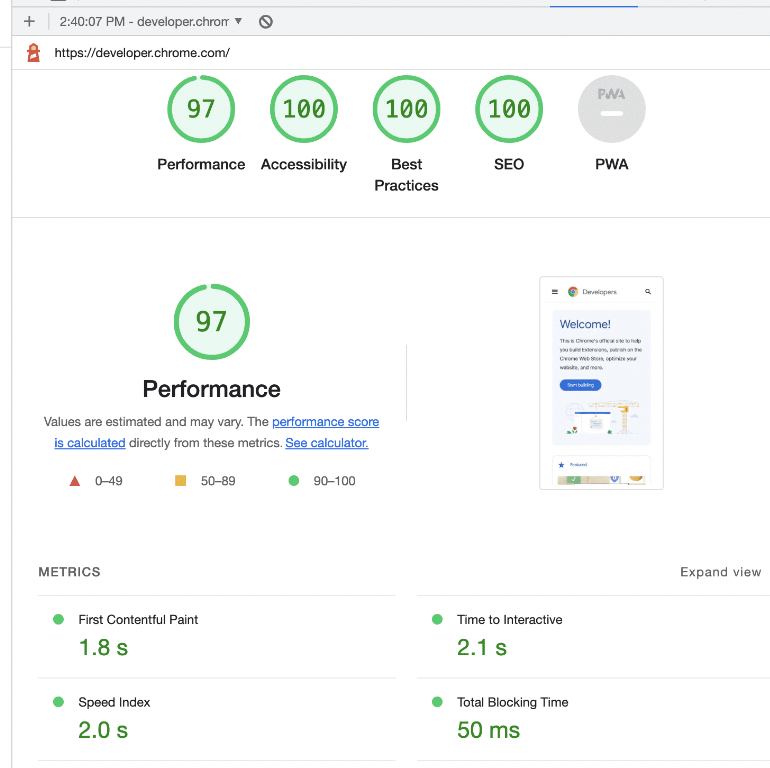 2:40:07 PM - developer.chrom
https://developer.chrome.com/
97
100
100
100
PWA
Performance
Accessibility
Best
Practices
SEO
PWA
97
Performance
Values are estimated and may vary. The performance score
is calculated directly from these metrics. See calculator.
0–49
50–89
90–100
Developers
Welcome!
This is Chrome's official site to help
you build Extensions, publish on the
Chrome Web Store, optimize your
website, and more.
Start building
Featured
METRICS
Expand view
First Contentful Paint
1.8 s
Time to Interactive
2.1 s
Speed Index
2.0 s
Total Blocking Time
50 ms